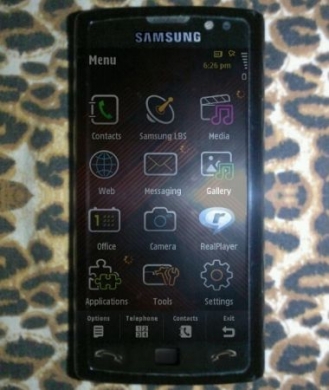 SAMSUNG
Menu
6:26 pm
Contacts Samsung LBS Media
Web Messaging Gallery
Office Camera RealPlayer
Applications Tools Settings
Options Telephone Contacts Exit